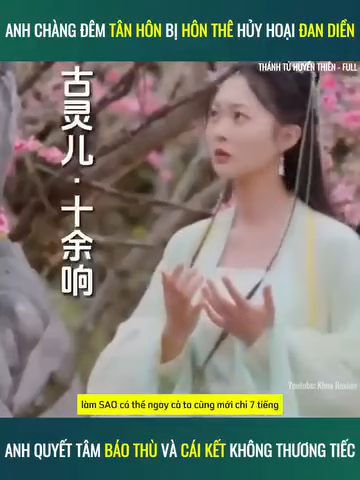 ANH CHÀNG ĐÊM TÂN HÔN BỊ HÔN THÊ HỦY HOẠI ĐAN DIỀN
THÁNH TỬ HUYỀN THIÊN - FULL
古灵儿·十余响
làm SAO có thể ngay cả ta cũng mới chỉ 7 tiếng
ANH QUYẾT TÂM BÁO THÙ VÀ CÁI KẾT KHÔNG THƯƠNG TIẾC